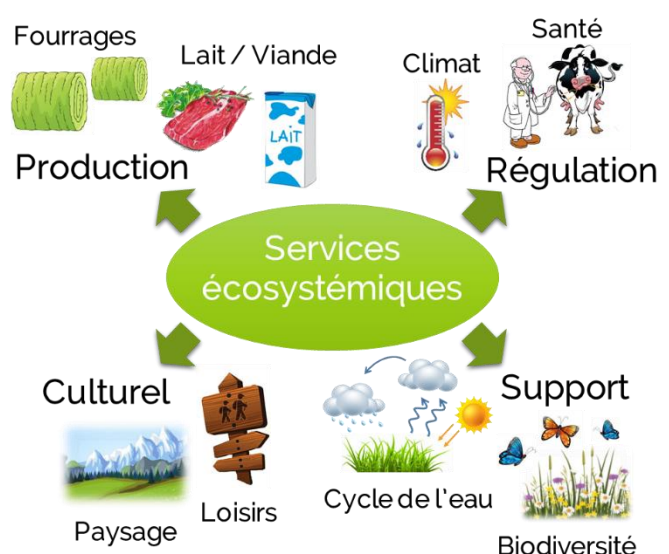 Fourrages
Lait / Viande
LAiT
Production
Santé
Climat
Régulation
Services
écosystémiques
Culturel
Paysage
Loisirs
Support
Cycle de l'eau
Biodiversité